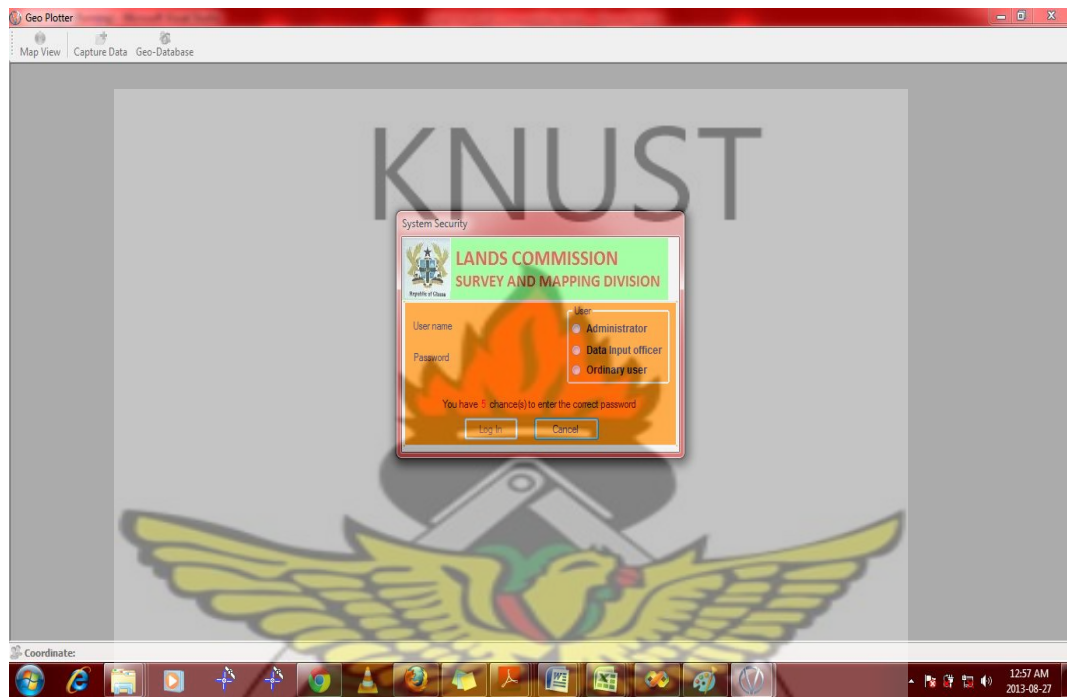 Geo Plotter
Map View
Capture Data
Geo-Database
KNUST
System Security
LANDS COMMISSION
SURVEY AND MAPPING DIVISION
Republic of Ghana
User
User name
Administrator
Password
Data Input officer
Ordinary user
You have 5 chance(s) to enter the correct password
Log In
Cancel
Coordinate:
12:57 AM
2013-08-27